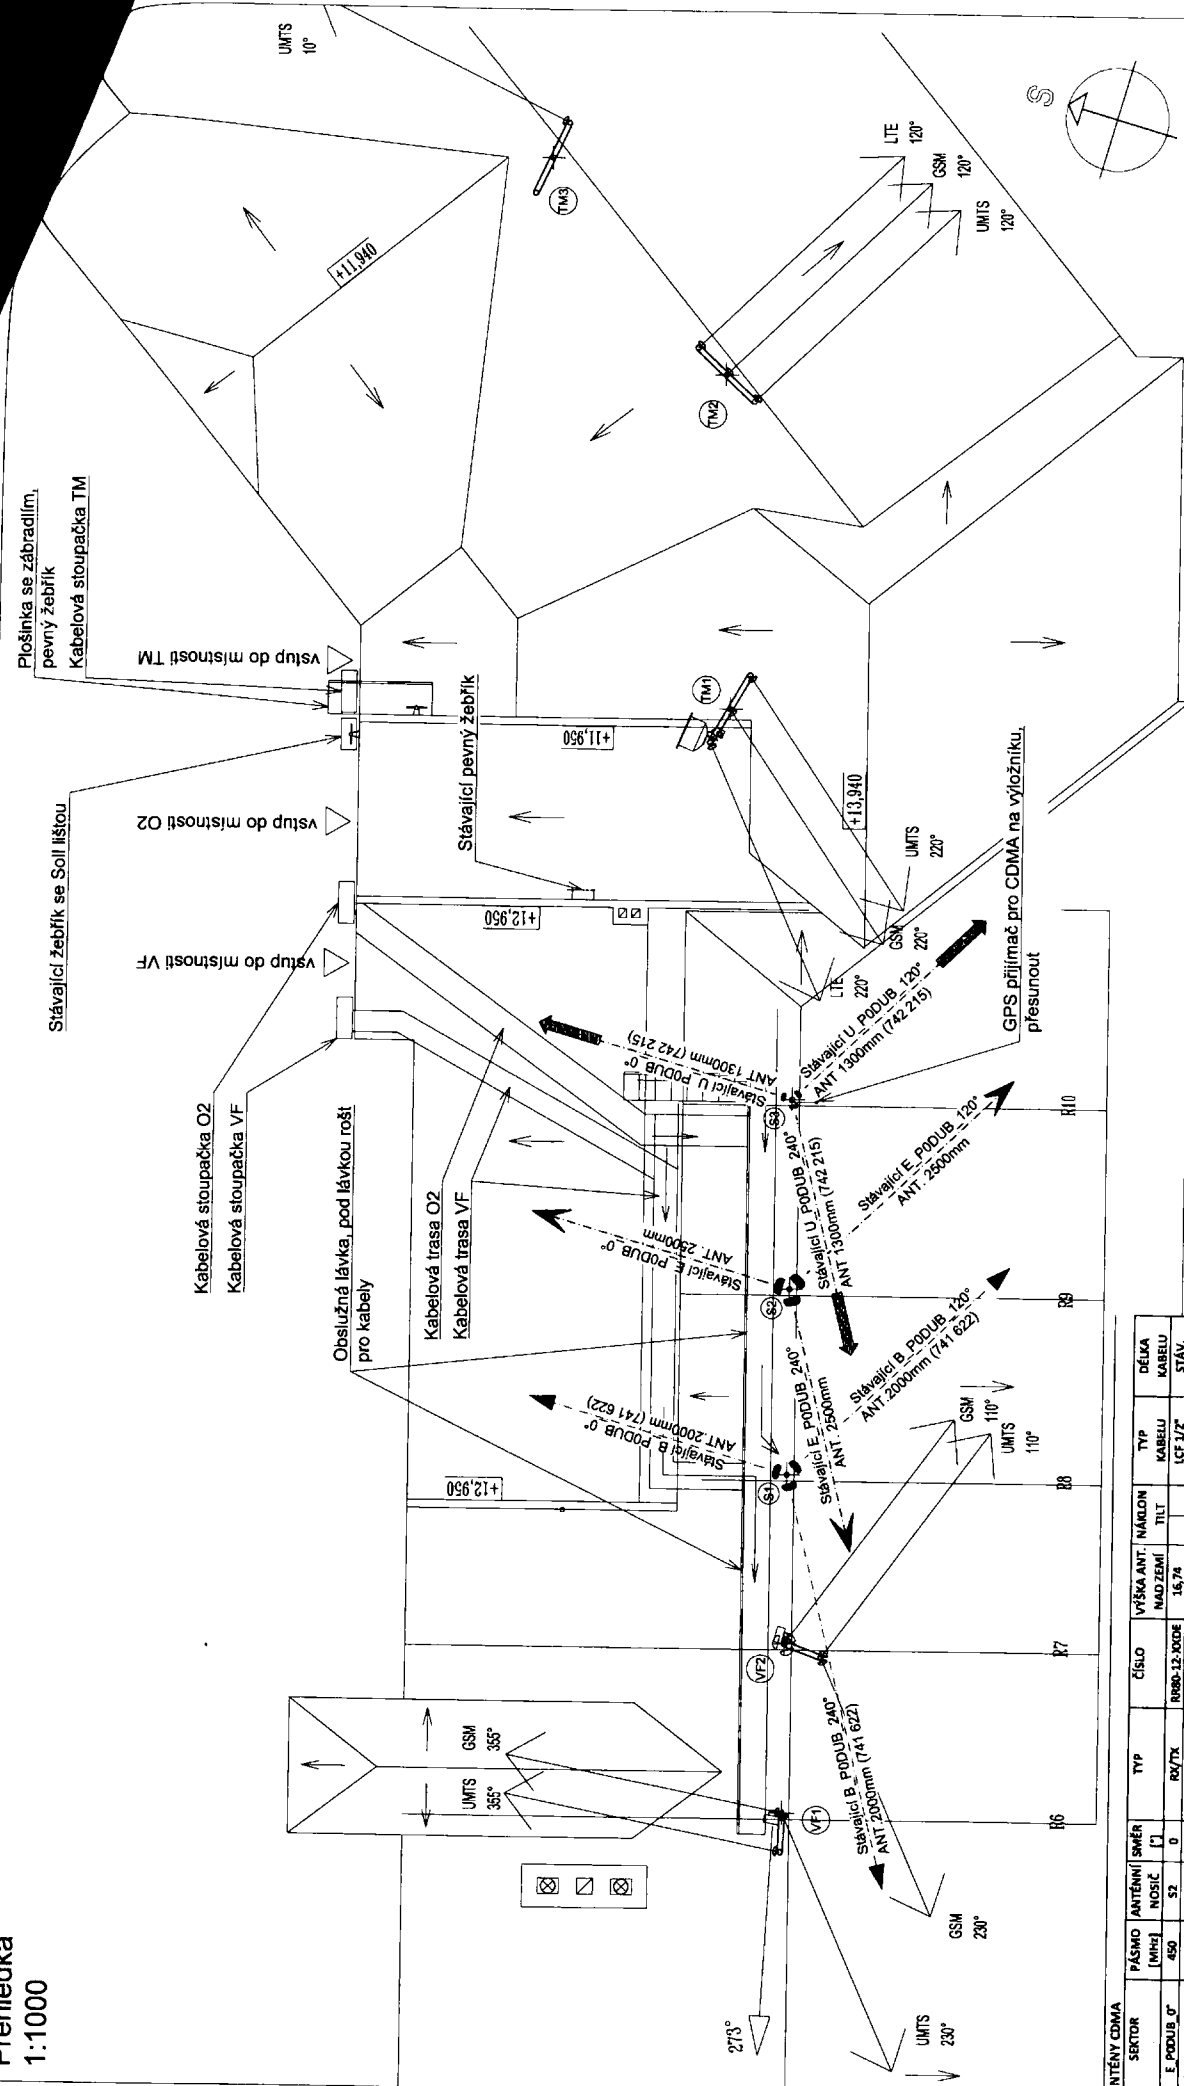 Přehledka
1:1000
UMTS
10°
TM3
+11,940
S
LTE
120°
GSM
120°
UMTS
120°
TM2
Plošinka se zábradlím,
pevný žebřík
Kabelová stoupačka TM
vstup do místnosti TM
Stávající žebřík se Soll lištou
vstup do místnosti O2
vstup do místnosti VF
+11,950
Stávající pevný žebřík
TM1
+13,940
UMTS
220°
GSM
220°
LTE
220°
+12,950
GPS přijímač pro CDMA na výložníku,
přesunout
Kabelová stoupačka O2
Kabelová stoupačka VF
Obslužná lávka, pod lávkou rošt
pro kabely
Kabelová trasa O2
Kabelová trasa VF
Stávající U_PODUB_0°
ANT 1300mm (742 215)
Stávající U_PODUB_120°
ANT 1300mm (742 215)
S3
R10
Stávající U_PODUB_240°
ANT 1300mm (742 215)
Stávající E_PODUB_0°
ANT. 2500mm
Stávající E_PODUB_120°
ANT. 2500mm
S2
R9
Stávající E_PODUB_240°
ANT. 2500mm
Stávající B_PODUB_0°
ANT.2000mm (741 622)
Stávající B_PODUB_120°
ANT.2000mm (741 622)
S1
R8
+12,950
GSM
110°
UMTS
110°
VF2
R7
Stávající B_PODUB_240°
ANT.2000mm (741 622)
UMTS
355°
GSM
355°
VF1
R6
GSM
230°
UMTS
230°
273°
NTÉNY CDMA
SEKTOR PÁSMO [MHz] ANTÉNNÍ NOSIČ SMĚR [°] TYP ČÍSLO VÝŠKA ANT. NAD ZEMÍ NÁKLON TILT TYP KABELU DÉLKA KABELU
E_PODUB_0° 450 S2 0 RX/TX RR80-12-XXDE 16,74 LCF 1/2" STÁV.